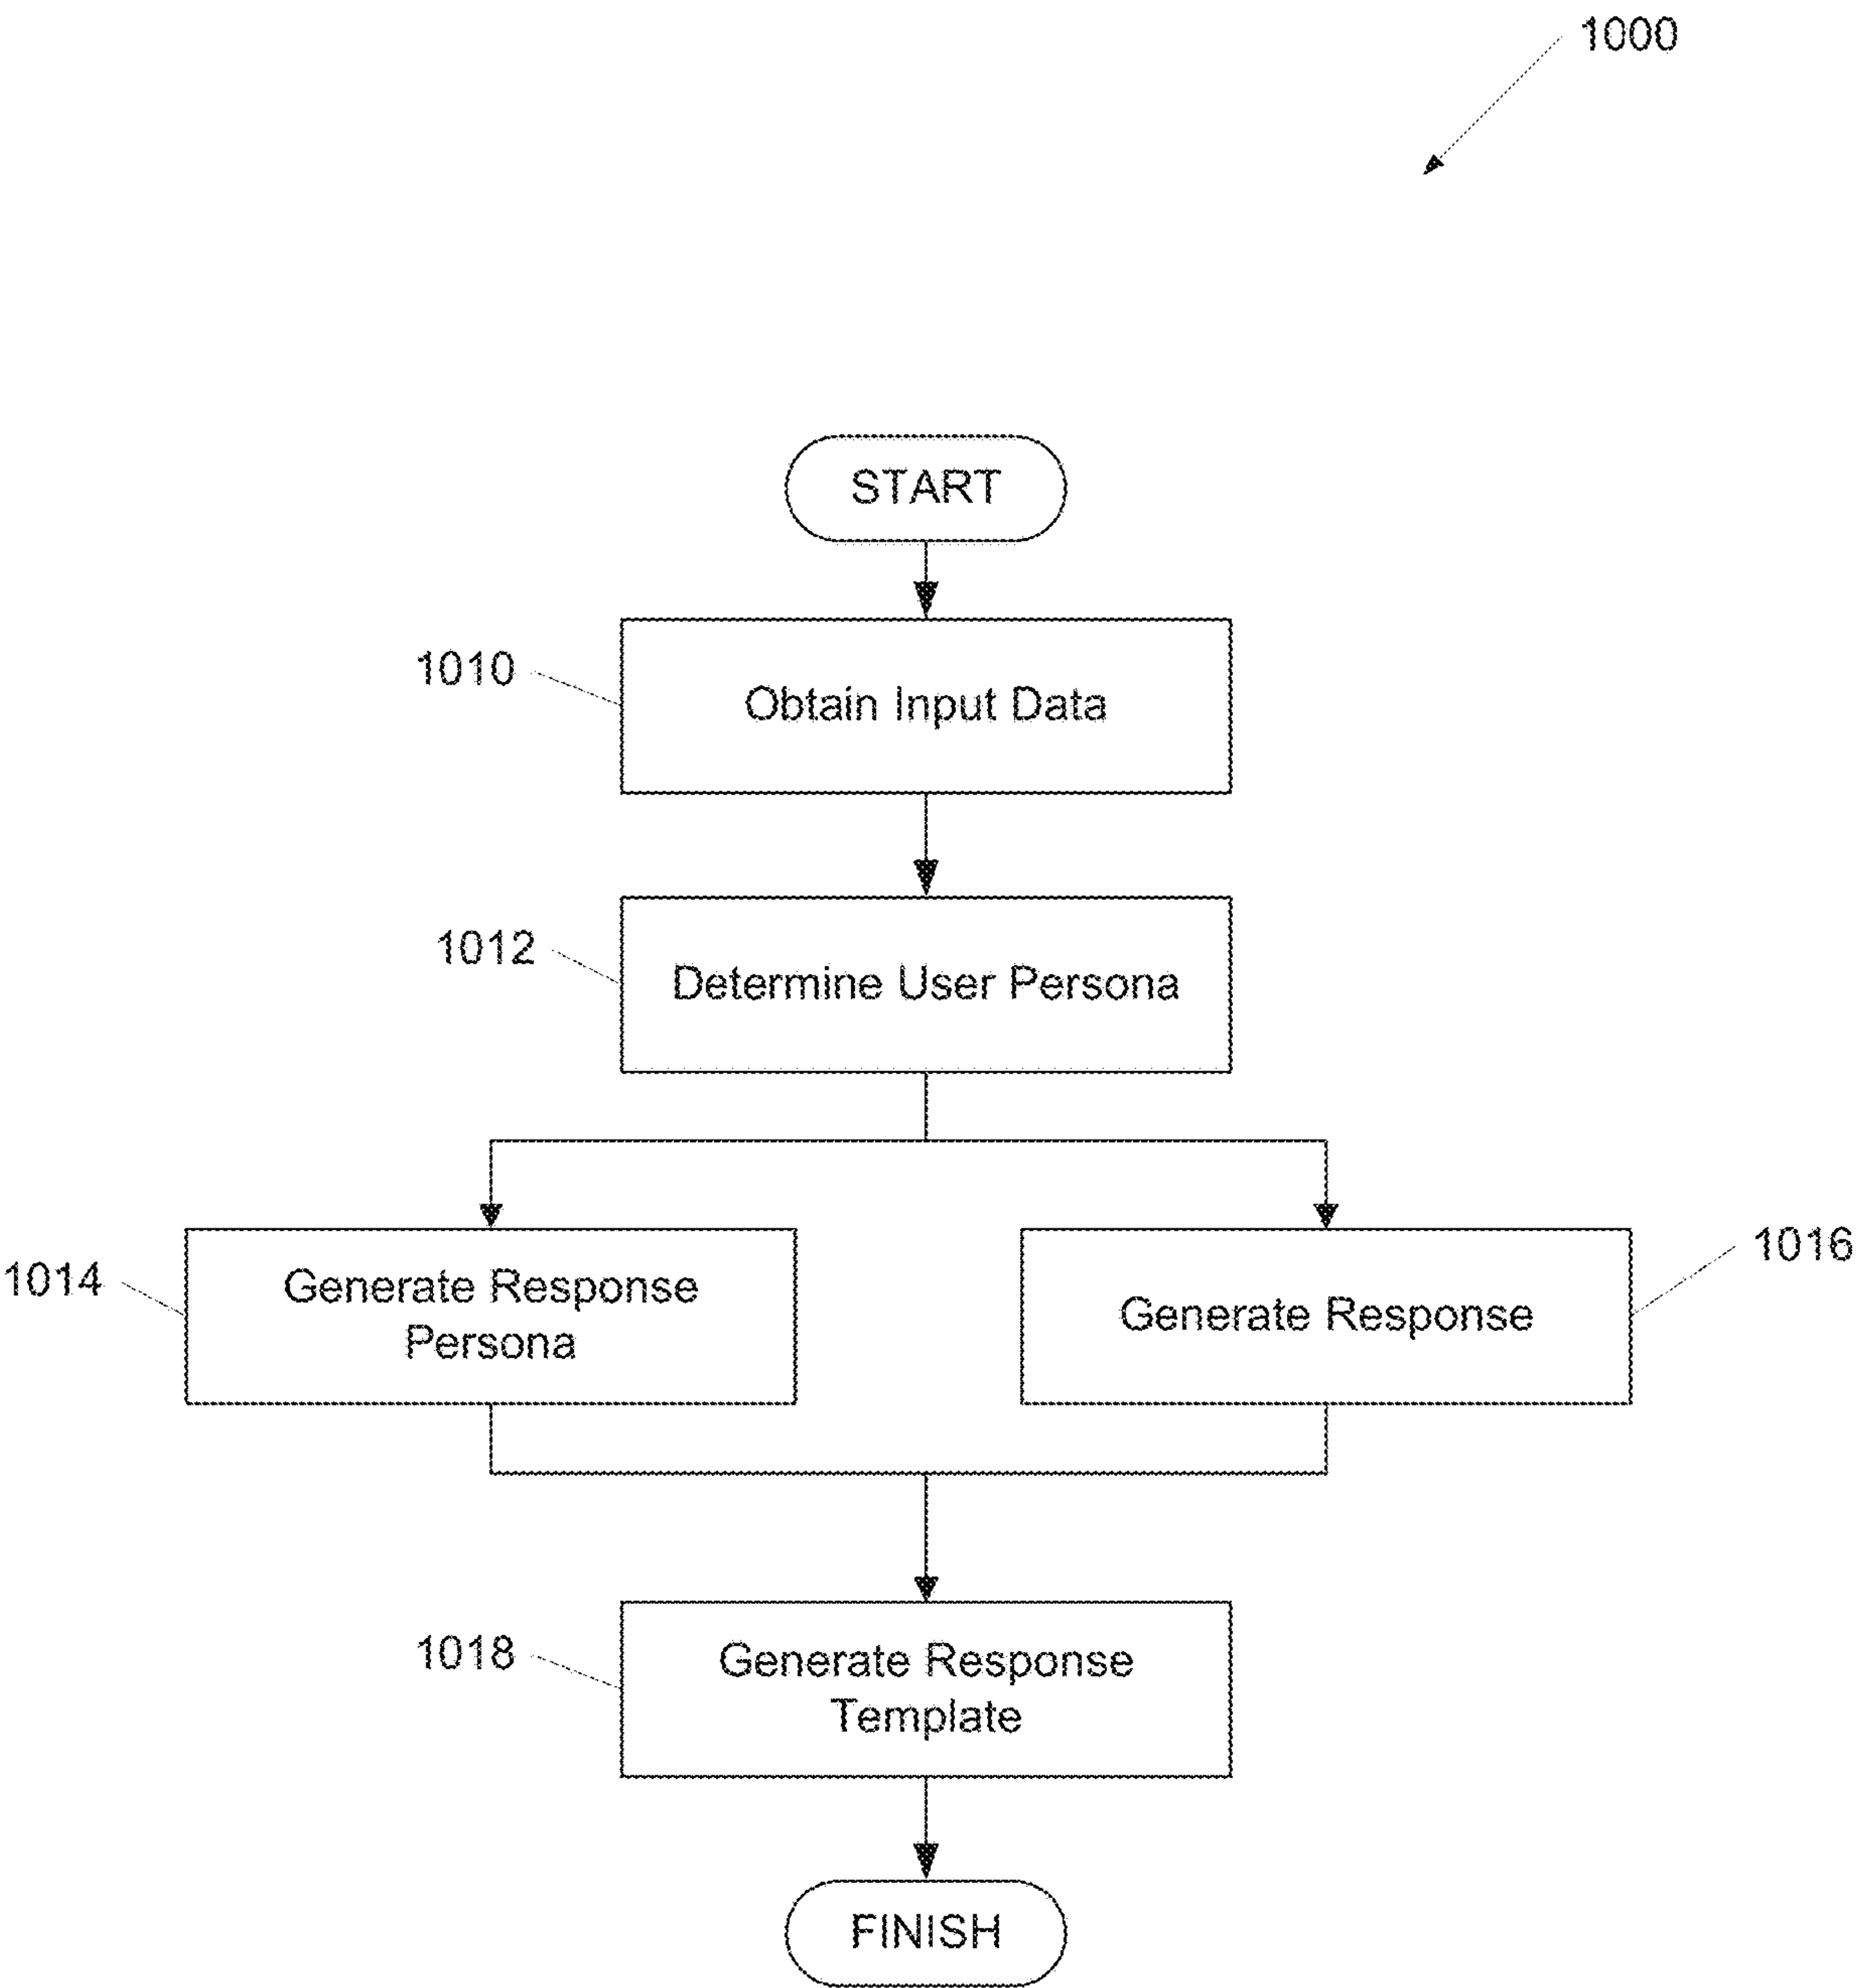 1000
START
1010
Obtain Input Data
1012
Determine User Persona
1014
Generate Response
Persona
Generate Response
1016
1018
Generate Response
Template
FINISH